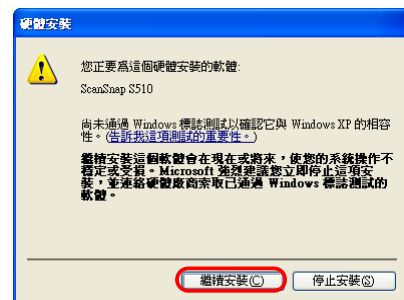 硬體安裝
您正要為這個硬體安裝的軟體:
ScanSnap S510
尚未通過 Windows 標誌測試以確認它與 Windows XP 的相容
性。(告訴我這項測試的重要性。)
繼續安裝這個軟體會在現在或將來，使您的系統操作不
穩定或受損。Microsoft 強烈建議您立即停止這項安
裝，並連絡硬體廠商索取已通過 Windows 標誌測試的
軟體。
繼續安裝(C)
停止安裝(S)